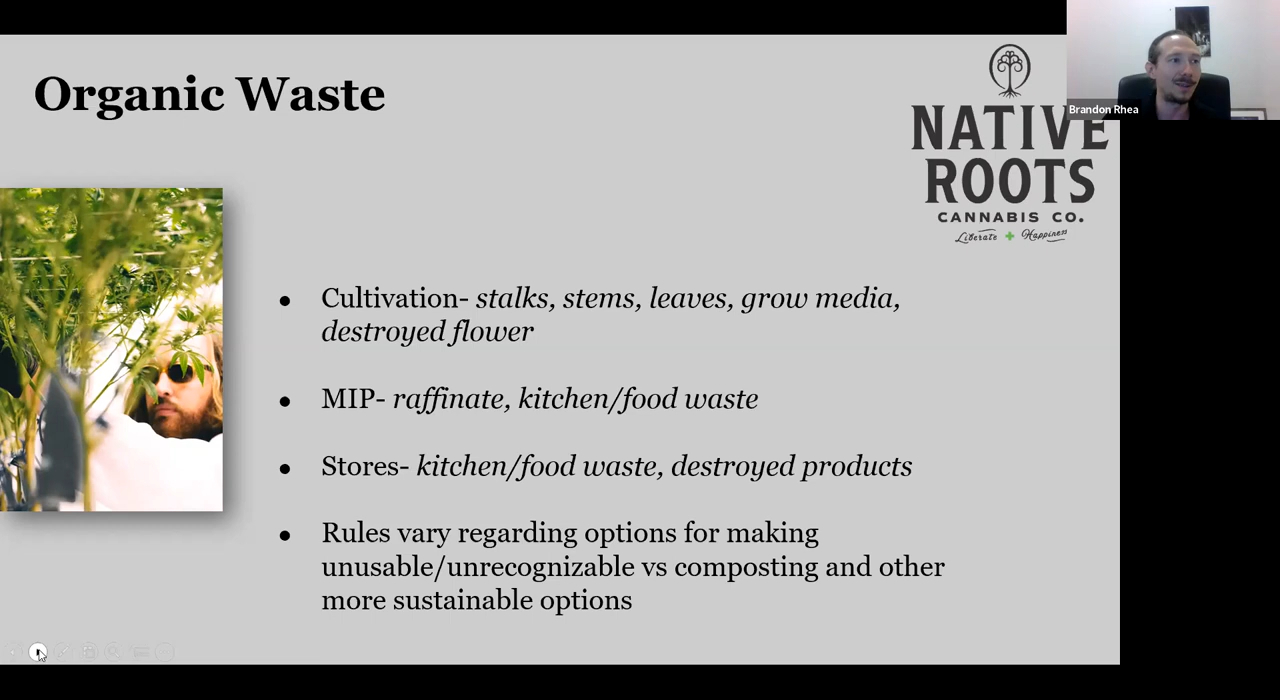 Organic Waste
NATIVE
ROOTS
CANNABIS CO.
Liberate + Happiness
Brandon Rhea
● Cultivation- stalks, stems, leaves, grow media,
destroyed flower
● MIP- raffinate, kitchen/food waste
● Stores- kitchen/food waste, destroyed products
● Rules vary regarding options for making
unusable/unrecognizable vs composting and other
more sustainable options